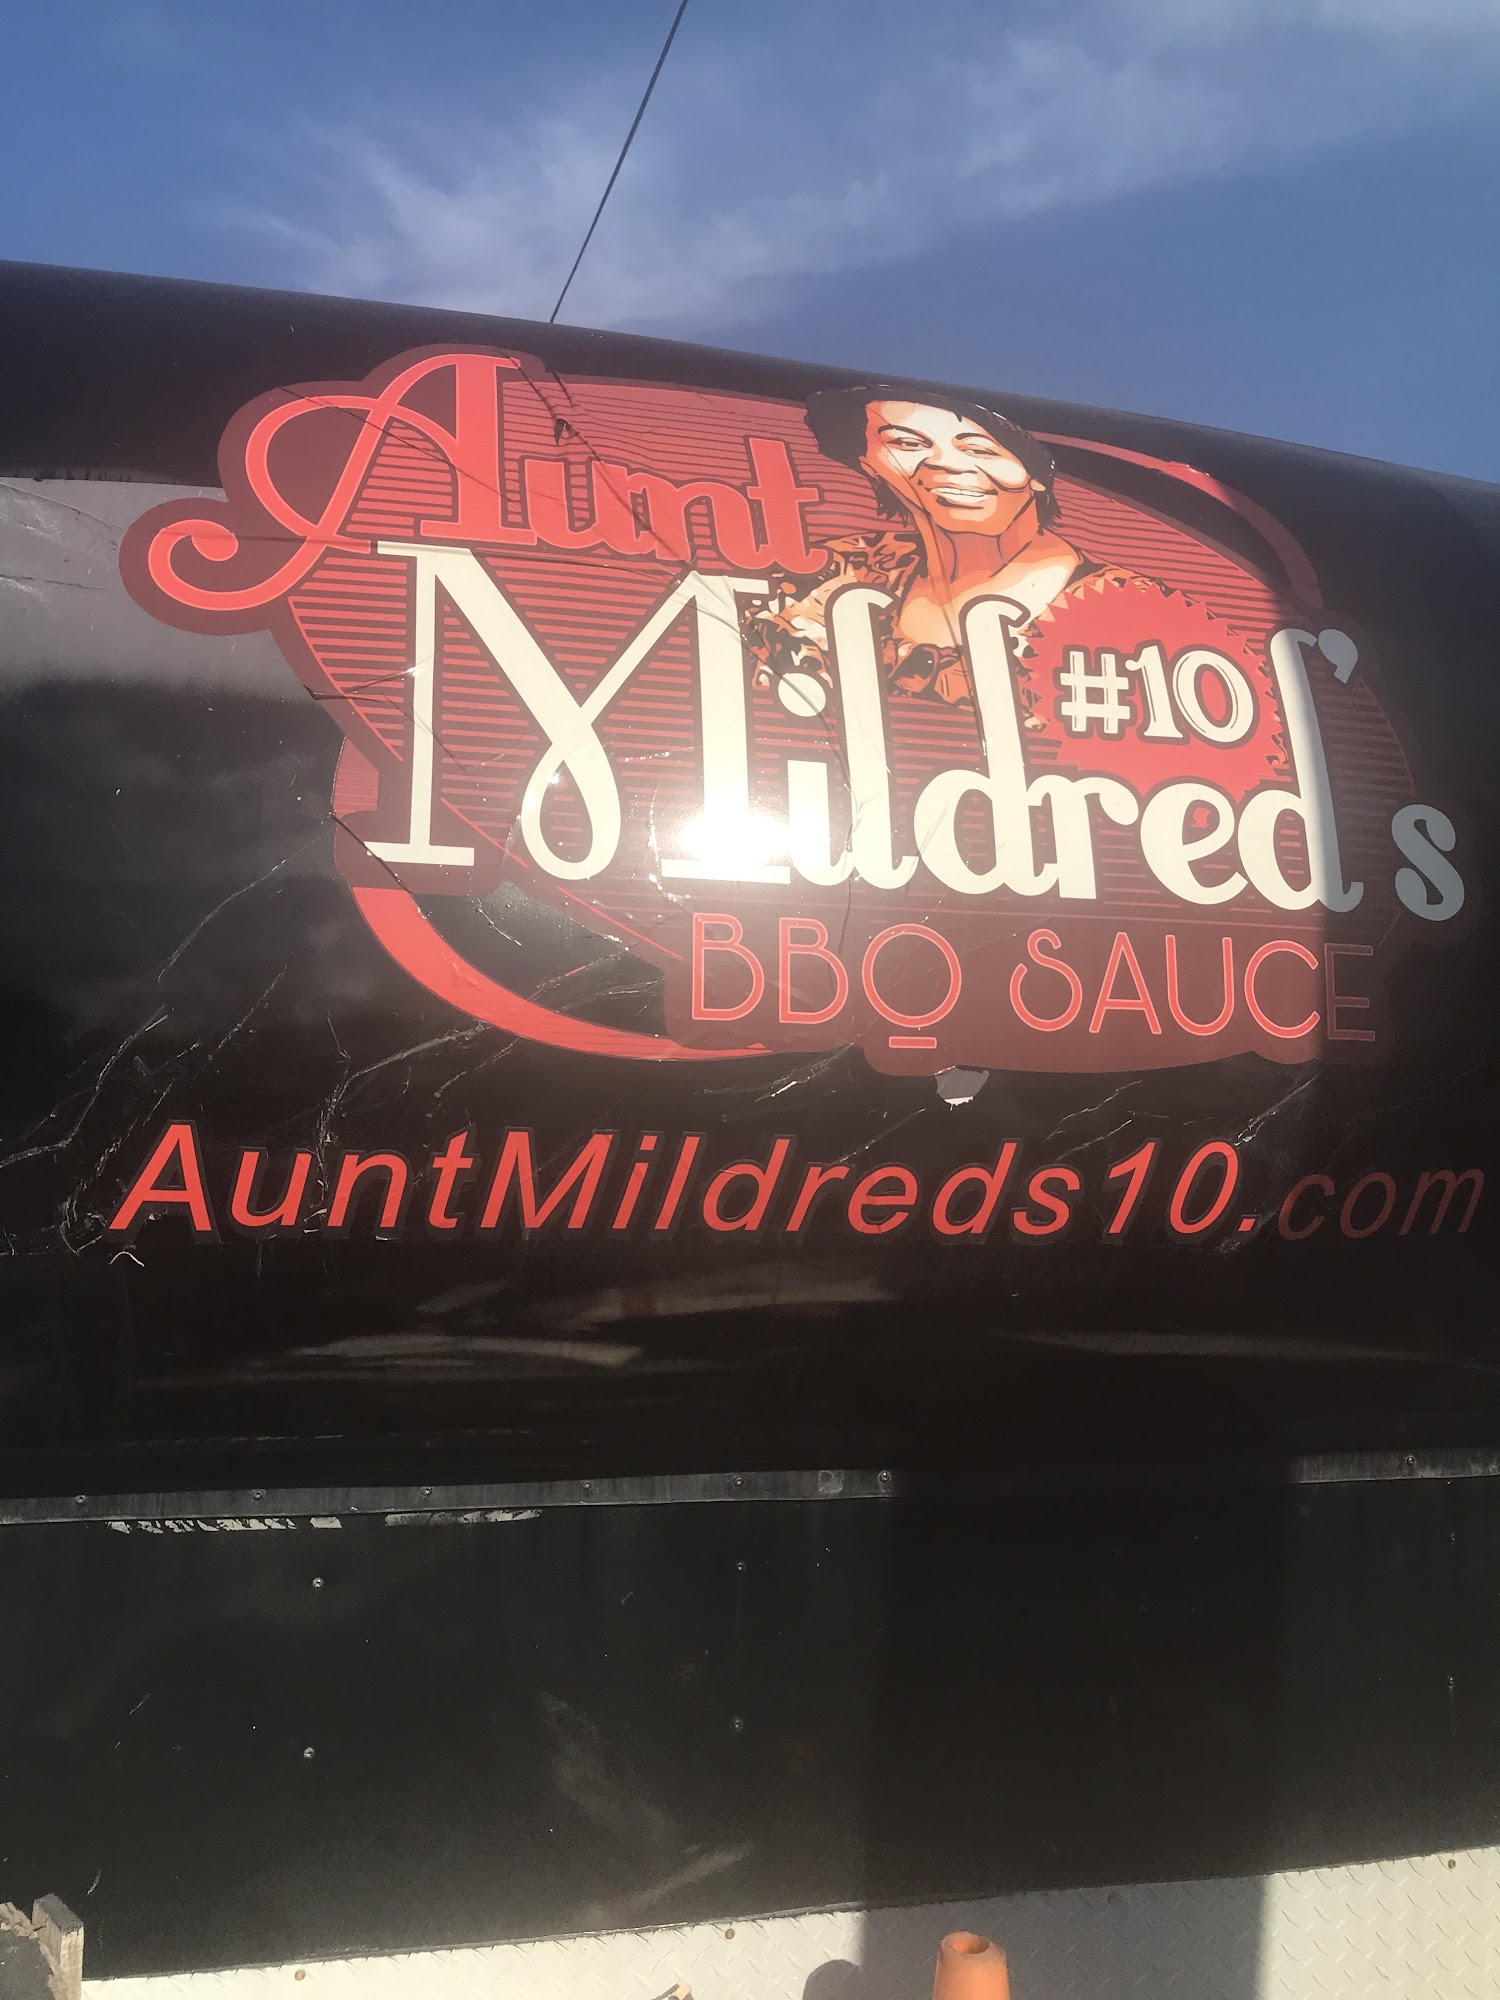 Aunt
Mildred's
#10
BBQ SAUCE
AuntMildreds10.com